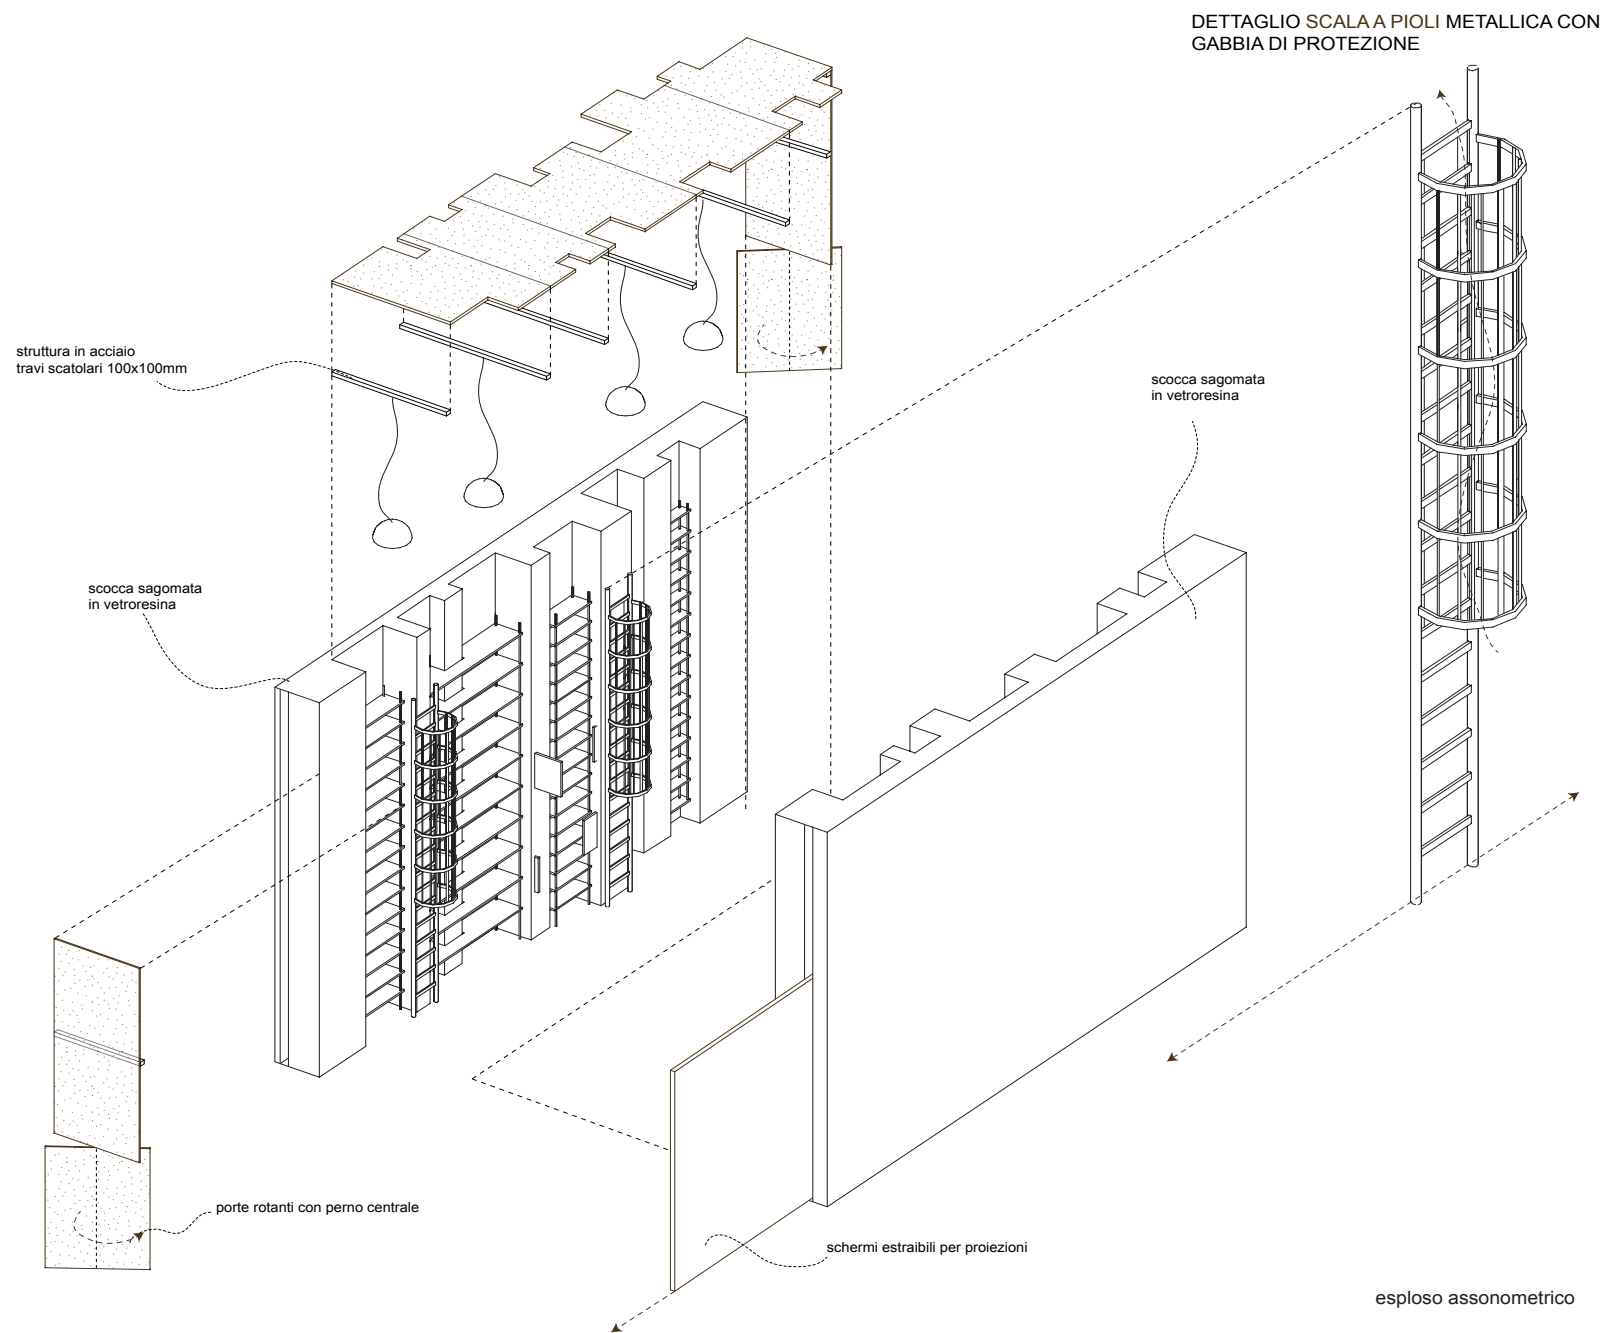 DETTAGLIO SCALA A PIOLI METALLICA CON
GABBIA DI PROTEZIONE
struttura in acciaio
travi scatolari 100x100mm
scocca sagomata
in vetroresina
scocca sagomata
in vetroresina
porte rotanti con perno centrale
schermi estraibili per proiezioni
esploso assonometrico